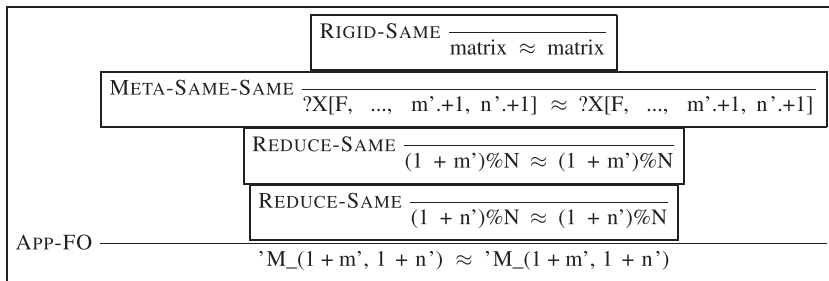 RIGID-SAME
matrix ≈ matrix
META-SAME-SAME
?X[F, ..., m’.+1, n’.+1] ≈ ?X[F, ..., m’.+1, n’.+1]
REDUCE-SAME
(1 + m’)%N ≈ (1 + m’)%N
REDUCE-SAME
(1 + n’)%N ≈ (1 + n’)%N
APP-FO
’M_(1 + m’, 1 + n’) ≈ ’M_(1 + m’, 1 + n’)